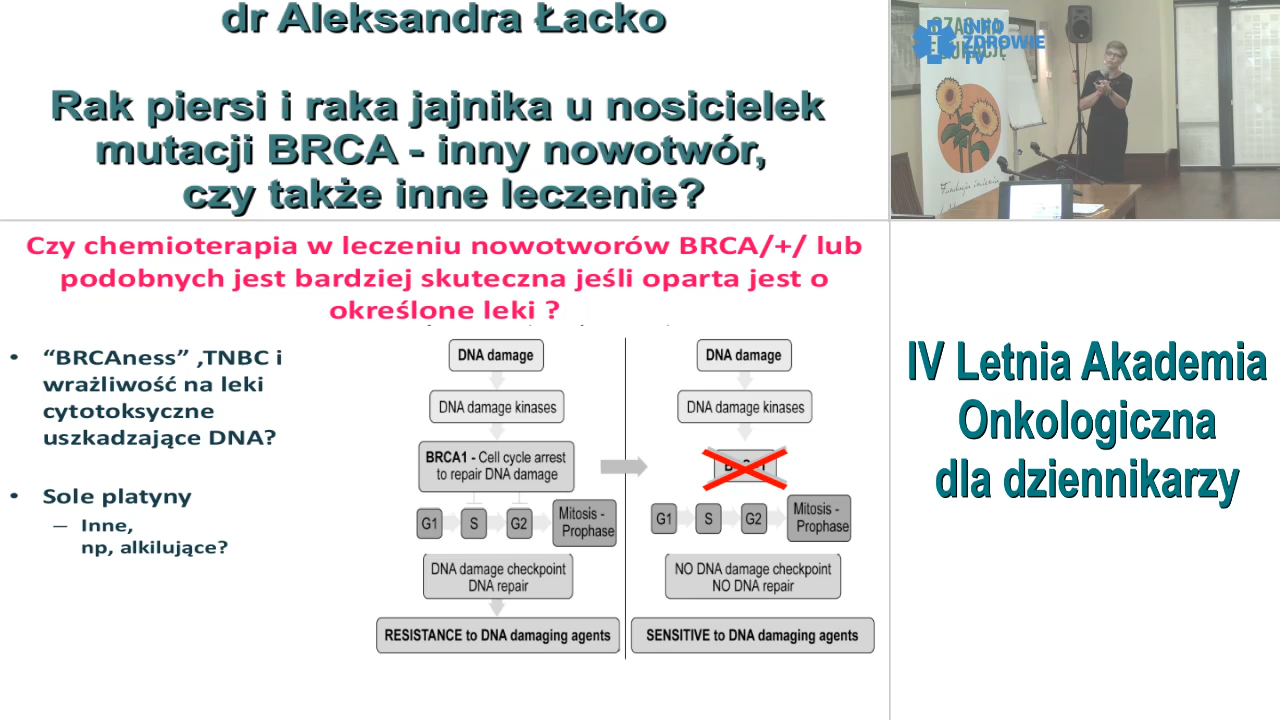 dr Aleksandra Łacko
Rak piersi i raka jajnika u nosicielek
mutacji BRCA - inny nowotwór,
czy także inne leczenie?
INFO
ZDROWIE
TV
CZAS NA
EDUKACJĘ
Fundacja
Czy chemioterapia w leczeniu nowotworów BRCA/+/ lub
podobnych jest bardziej skuteczna jeśli oparta jest o
określone leki ?
• “BRCAness” ,TNBC i
wrażliwość na leki
cytotoksyczne
uszkadzające DNA?
• Sole platyny
– Inne,
np, alkilujące?
DNA damage
DNA damage kinases
BRCA1 - Cell cycle arrest
to repair DNA damage
G1 S G2 Mitosis -
Prophase
DNA damage checkpoint
DNA repair
RESISTANCE to DNA damaging agents
DNA damage
DNA damage kinases
G1 S G2 Mitosis -
Prophase
NO DNA damage checkpoint
NO DNA repair
SENSITIVE to DNA damaging agents
IV Letnia Akademia
Onkologiczna
dla dziennikarzy